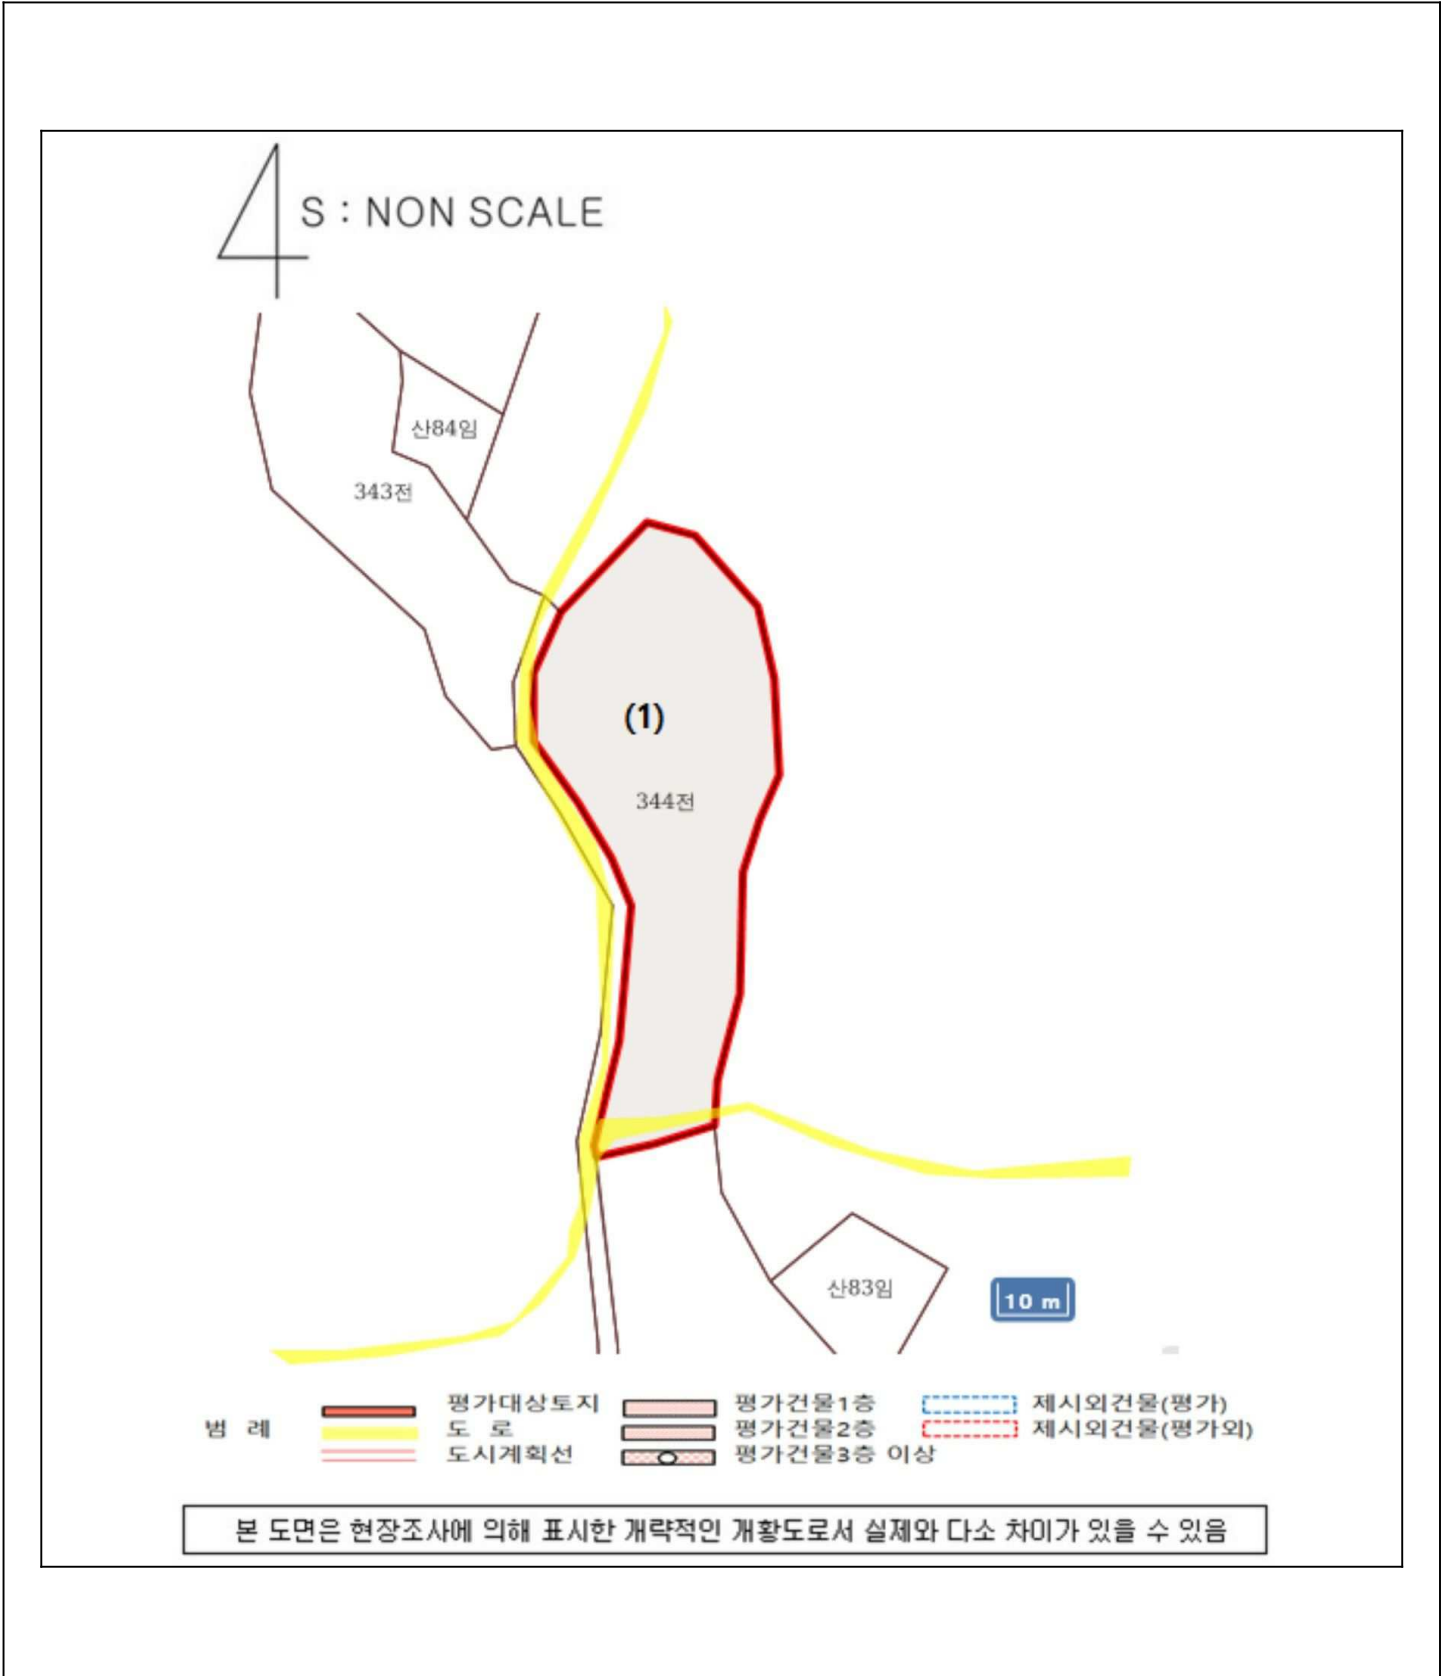 S : NON SCALE
산84임
343전
(1)
344전
산83임
10 m
범 례
평가대상토지
도 로
도시계획선
평가건물1층
평가건물2층
평가건물3층 이상
제시외건물(평가)
제시외건물(평가외)
본 도면은 현장조사에 의해 표시한 개략적인 개황도로서 실제와 다소 차이가 있을 수 있음